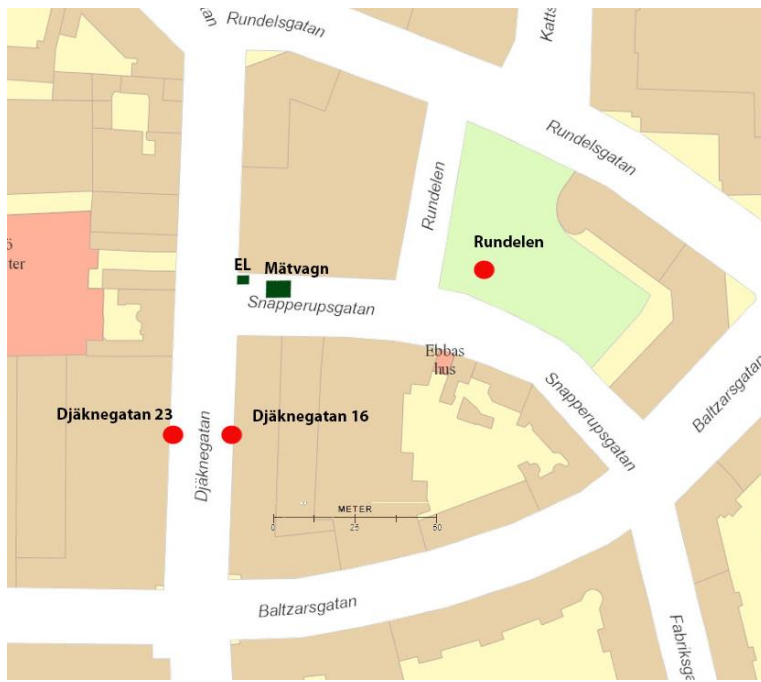 tan
Rundelsgatan
Katts
Rundelsgatan
Rundelen
Rundelen
ter
EL
Mätvagn
Snapperupsgatan
Ebbas
hus
Snapperupsgatan
Baltzarsgatan
Djäknegatan 23
Djäknegatan 16
Djäknegatan
METER
0
25
50
Baltzarsgatan
Fabriksga